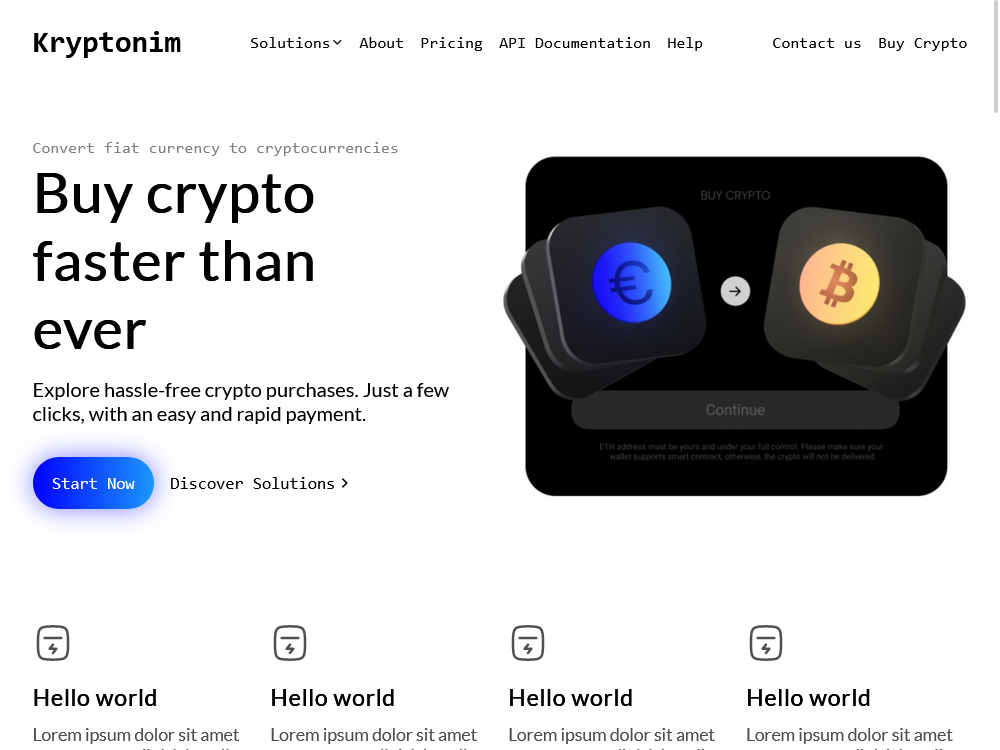 Kryptonim
Solutions About Pricing API Documentation Help Contact us Buy Crypto
Convert fiat currency to cryptocurrencies
Buy crypto
faster than
ever
Explore hassle-free crypto purchases. Just a few
clicks, with an easy and rapid payment.
Start Now Discover Solutions
BUY CRYPTO
Continue
ETH address must be yours and under your full control. Please make sure your
wallet supports smart contract, otherwise, the crypto will not be delivered
Hello world
Lorem ipsum dolor sit amet
Hello world
Lorem ipsum dolor sit amet
Hello world
Lorem ipsum dolor sit amet
Hello world
Lorem ipsum dolor sit amet